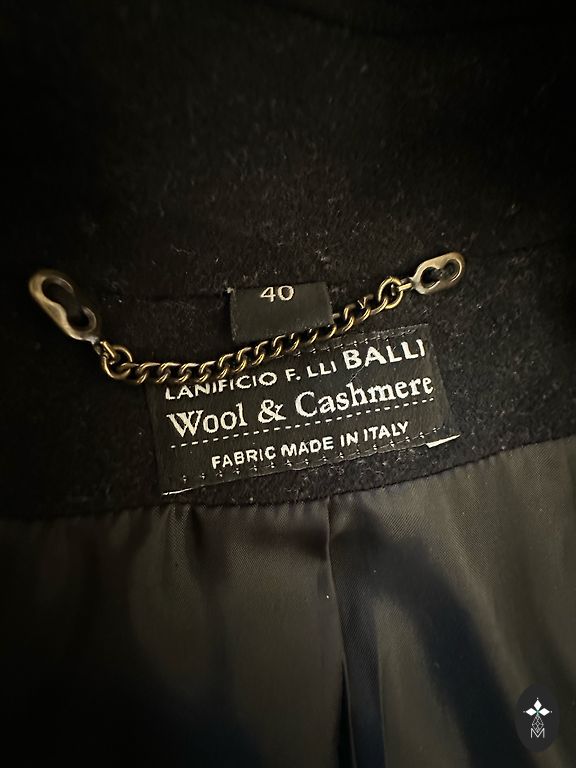 40
LANIFICIO F. LLI BALLI
Wool & Cashmere
FABRIC MADE IN ITALY
M